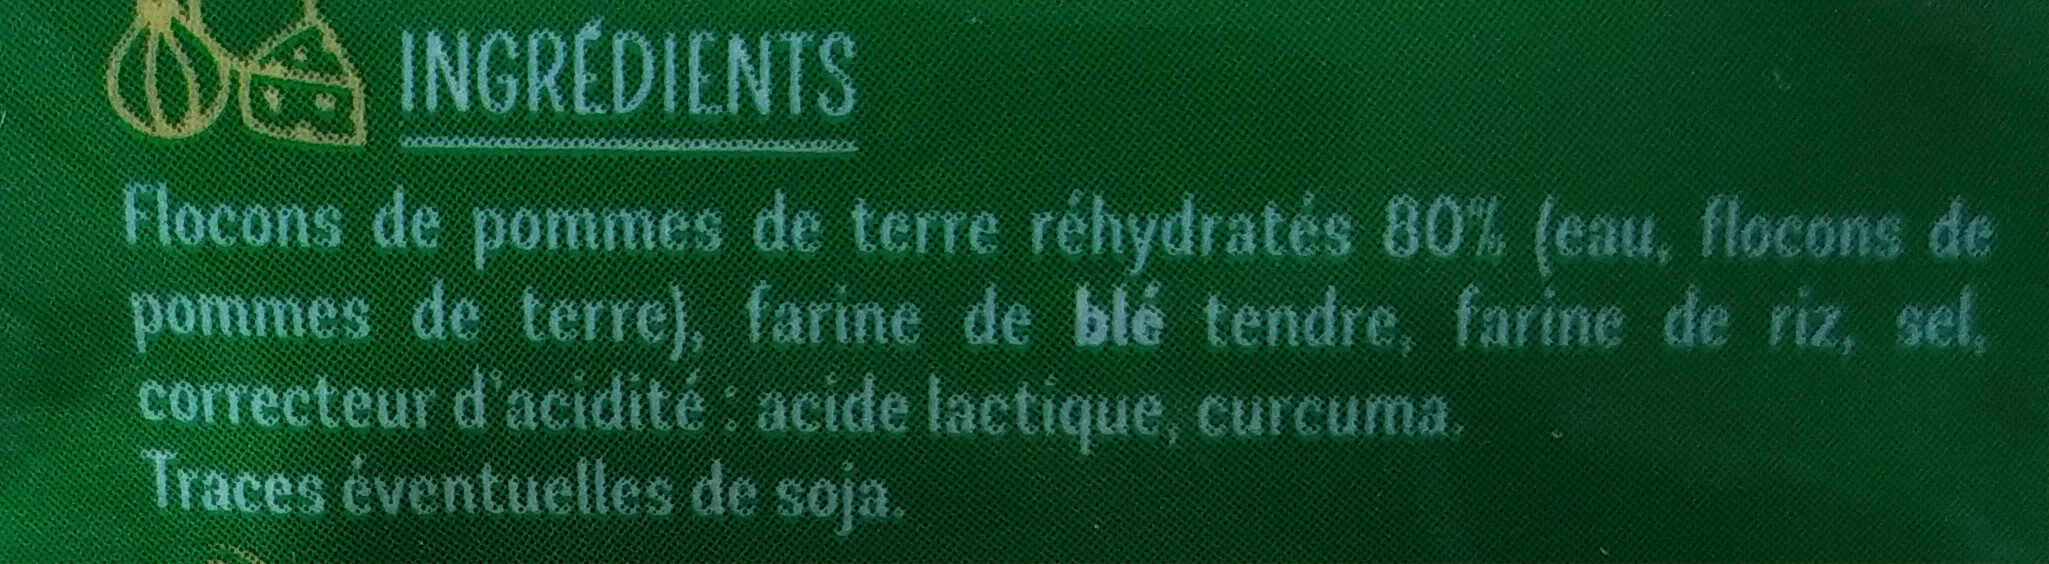 INGRÉDIENTS
Flocons de pommes de terre réhydratés 80% (eau, flocons de
pommes de terre), farine de blé tendre, farine de riz, sel,
correcteur d'acidité : acide lactique, curcuma.
Traces éventuelles de soja.